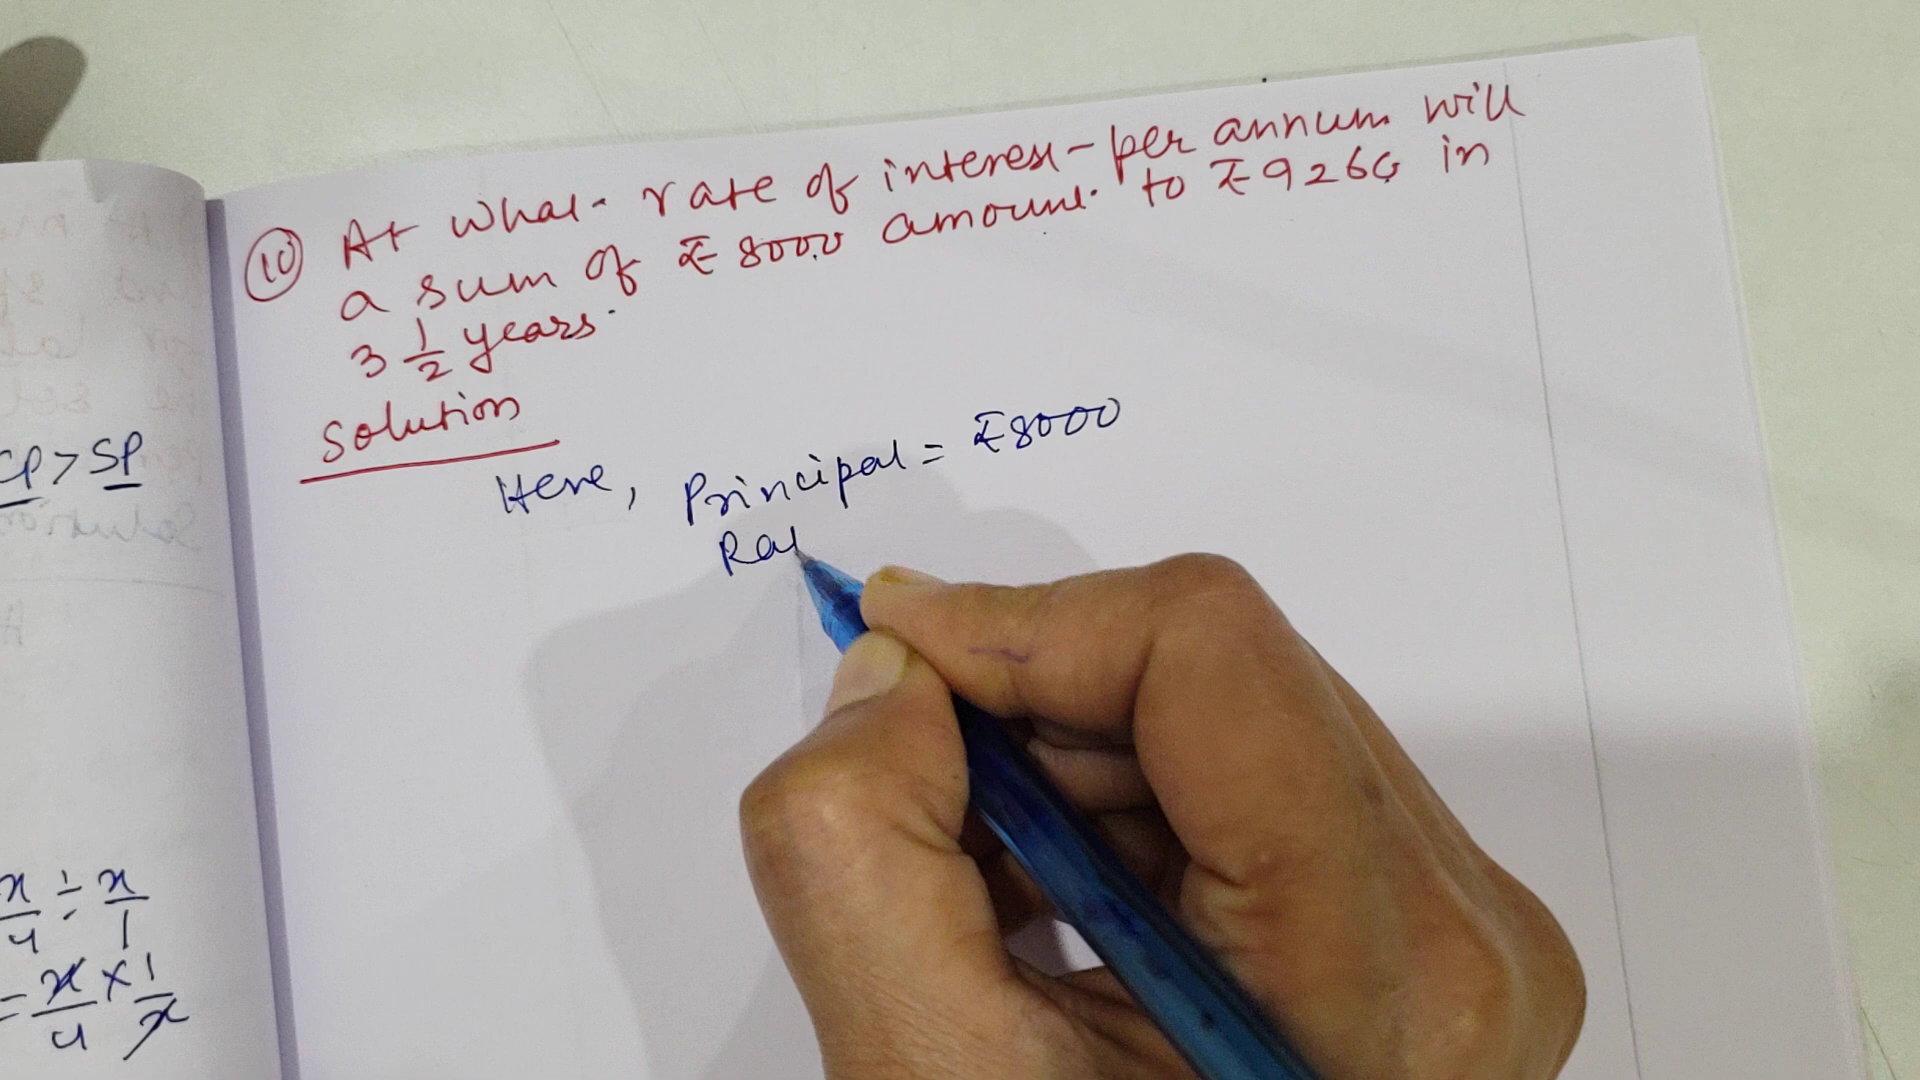 CP > SP
x/4 ÷ x/1
= x/4 × 1/x
(10) At what rate of interest per annum will
a sum of ₹ 8000 amount to ₹ 9266 in
3 1/2 years.
Solution
Here, Principal = ₹8000
Rat